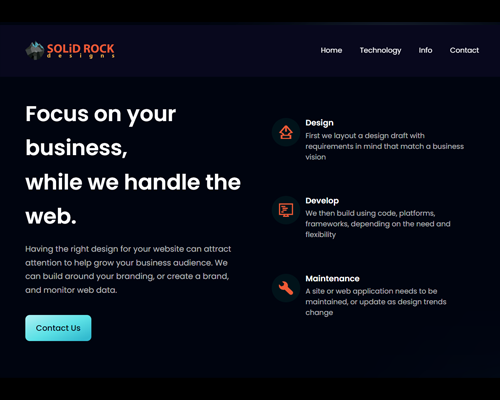 SOLiD ROCK
designs
Home Technology Info Contact
Focus on your
business,
while we handle the
web.
Having the right design for your website can attract
attention to help grow your business audience. We
can build around your branding, or create a brand,
and monitor web data.
Contact Us
Design
First we layout a design draft with
requirements in mind that match a business
vision
Develop
We then build using code, platforms,
frameworks, depending on the need and
flexibility
Maintenance
A site or web application needs to be
maintained, or update as design trends
change